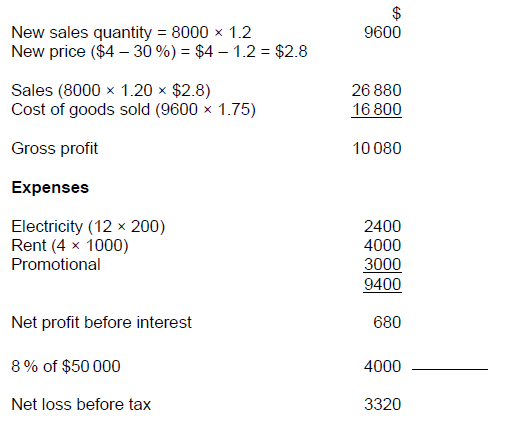 $
New sales quantity = 8000 × 1.2 9600
New price ($4 – 30 %) = $4 – 1.2 = $2.8
Sales (8000 × 1.20 × $2.8) 26 880
Cost of goods sold (9600 × 1.75) 16 800
Gross profit 10 080
Expenses
Electricity (12 × 200) 2400
Rent (4 × 1000) 4000
Promotional 3000
9400
Net profit before interest 680
8 % of $50 000 4000
Net loss before tax 3320